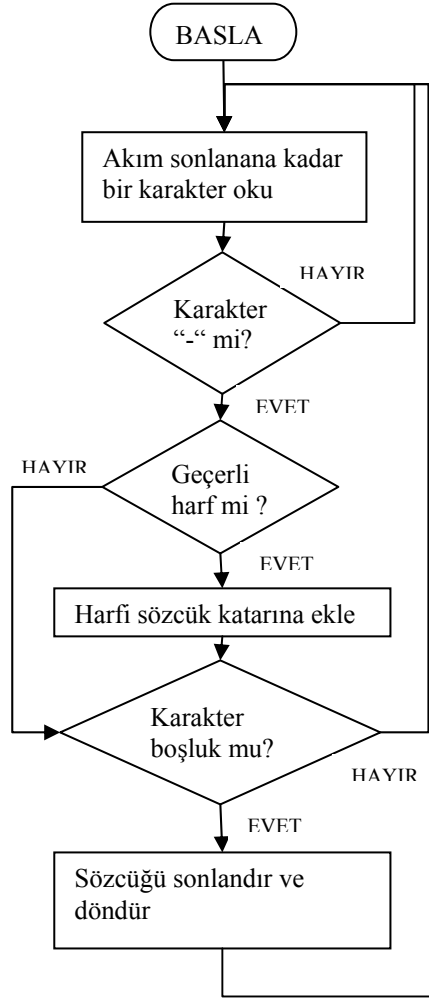 BASLA
Akım sonlanana kadar
bir karakter oku
HAYIR
Karakter
“-“ mi?
EVET
HAYIR
Geçerli
harf mi ?
EVET
Harfi sözcük katarına ekle
Karakter
boşluk mu?
HAYIR
EVET
Sözcüğü sonlandır ve
döndür